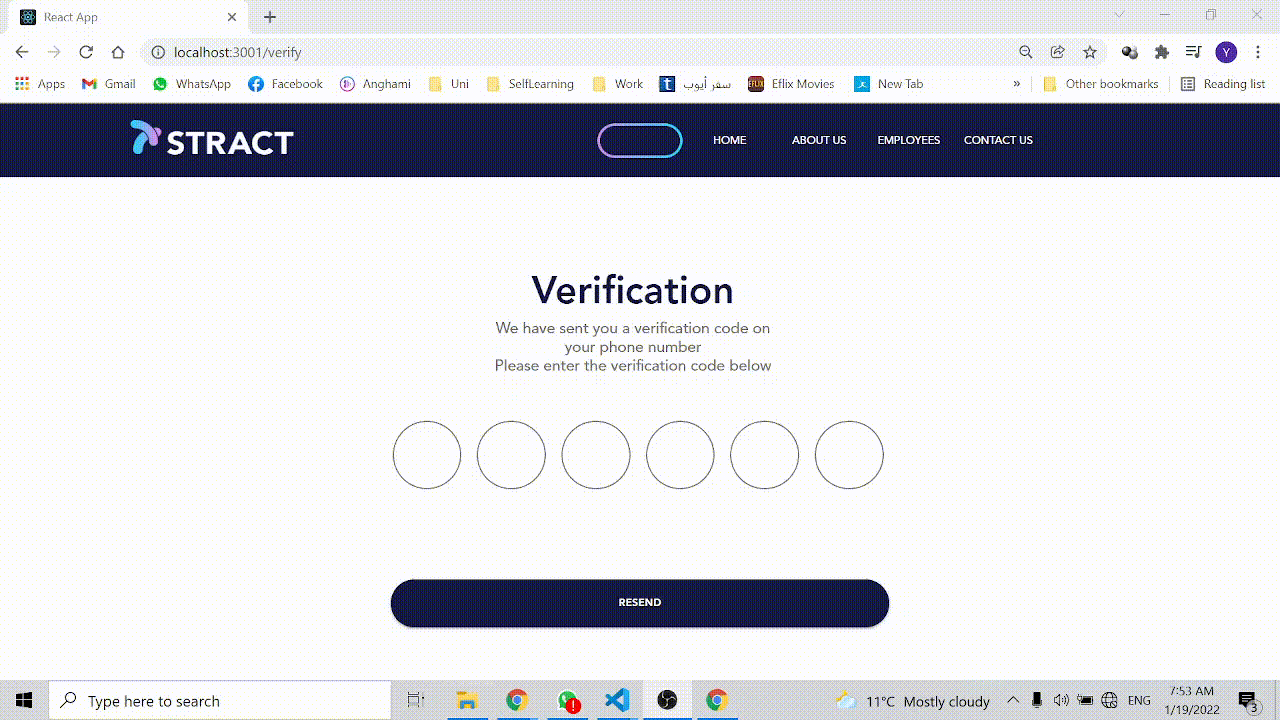 React App
localhost:3001/verify
Y
Apps
Gmail
WhatsApp
Facebook
Anghami
Uni
SelfLearning
Work
سفر أيوب
Eflix Movies
New Tab
»
Other bookmarks
Reading list
STRACT
HOME
ABOUT US
EMPLOYEES
CONTACT US
Verification
We have sent you a verification code on
your phone number
Please enter the verification code below
RESEND
Type here to search
11°C Mostly cloudy
ENG
7:53 AM
1/19/2022
3